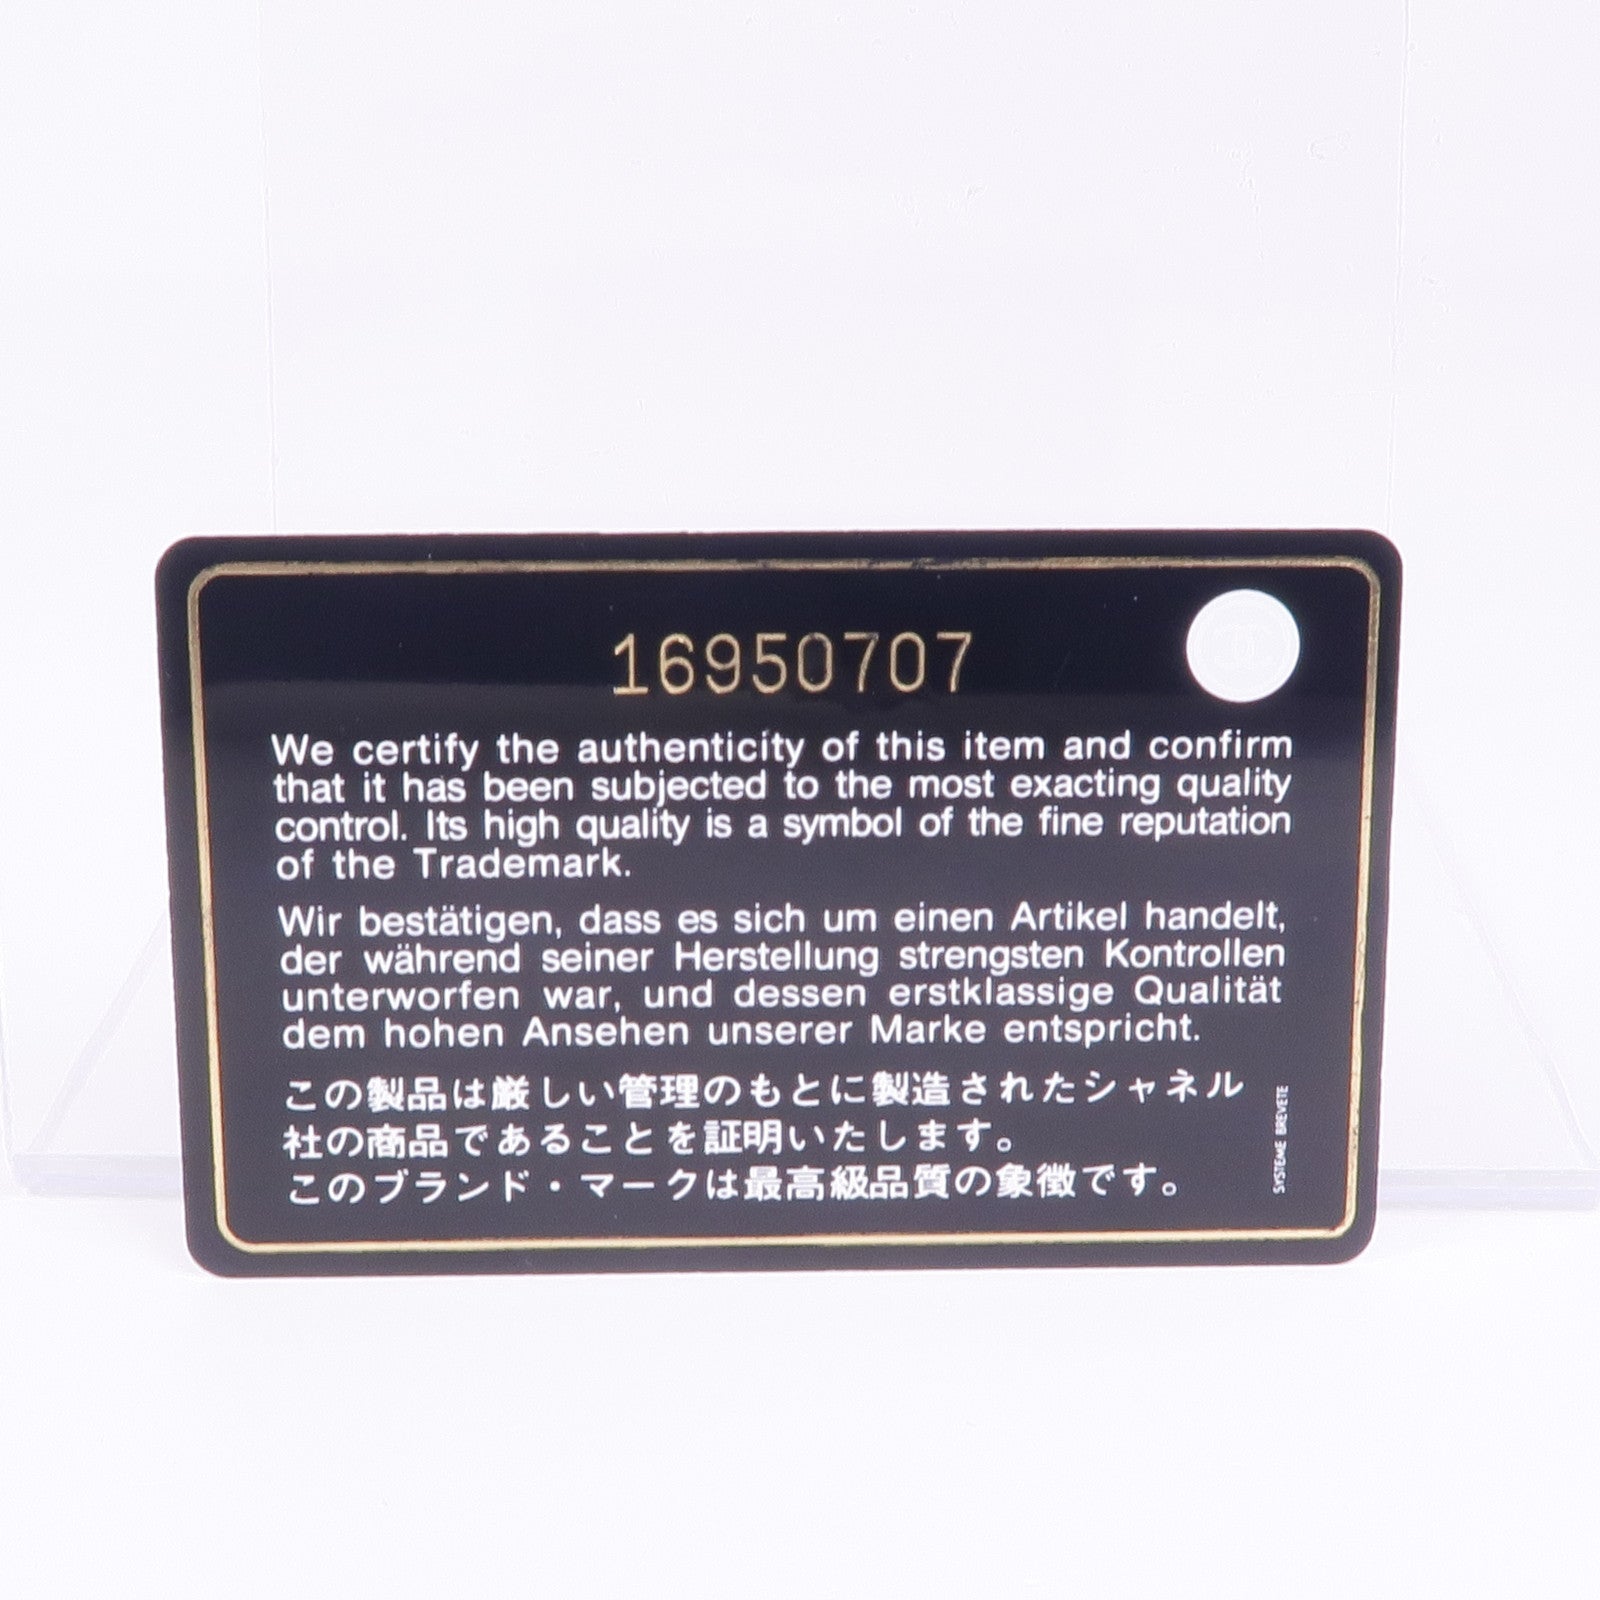 16950707
We certify the authenticity of this item and confirm
that it has been subjected to the most exacting quality
control. Its high quality is a symbol of the fine reputation
of the Trademark.
Wir bestätigen, dass es sich um einen Artikel handelt,
der während seiner Herstellung strengsten Kontrollen
unterworfen war, und dessen erstklassige Qualität
dem hohen Ansehen unserer Marke entspricht.
この製品は厳しい管理のもとに製造されたシャネル
社の商品であることを証明いたします。
このブランド・マークは最高級品質の象徴です。
SYSTEME BREVETE